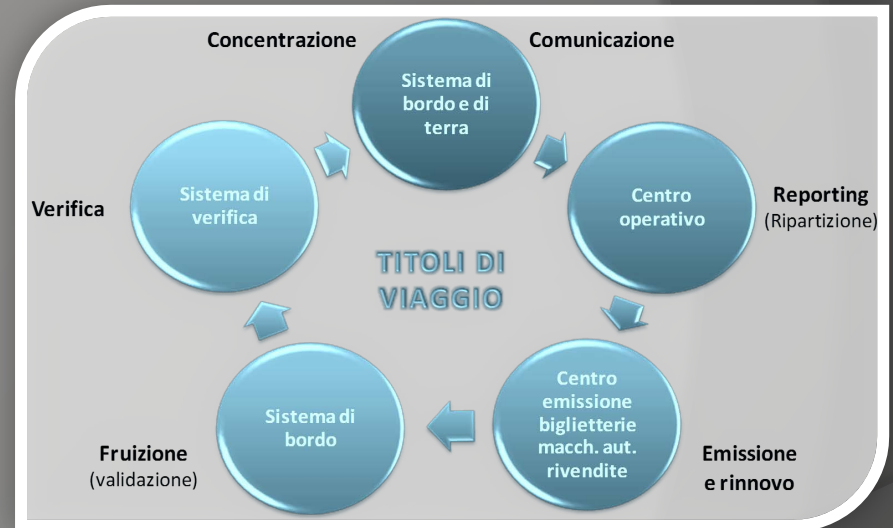 Concentrazione
Comunicazione
Sistema di
bordo e di
terra
Centro
operativo
Reporting
(Ripartizione)
Centro
emissione
biglietterie
macch. aut.
rivendite
Emissione
e rinnovo
Sistema di
bordo
Fruizione
(validazione)
Sistema di
verifica
Verifica
TITOLI DI
VIAGGIO